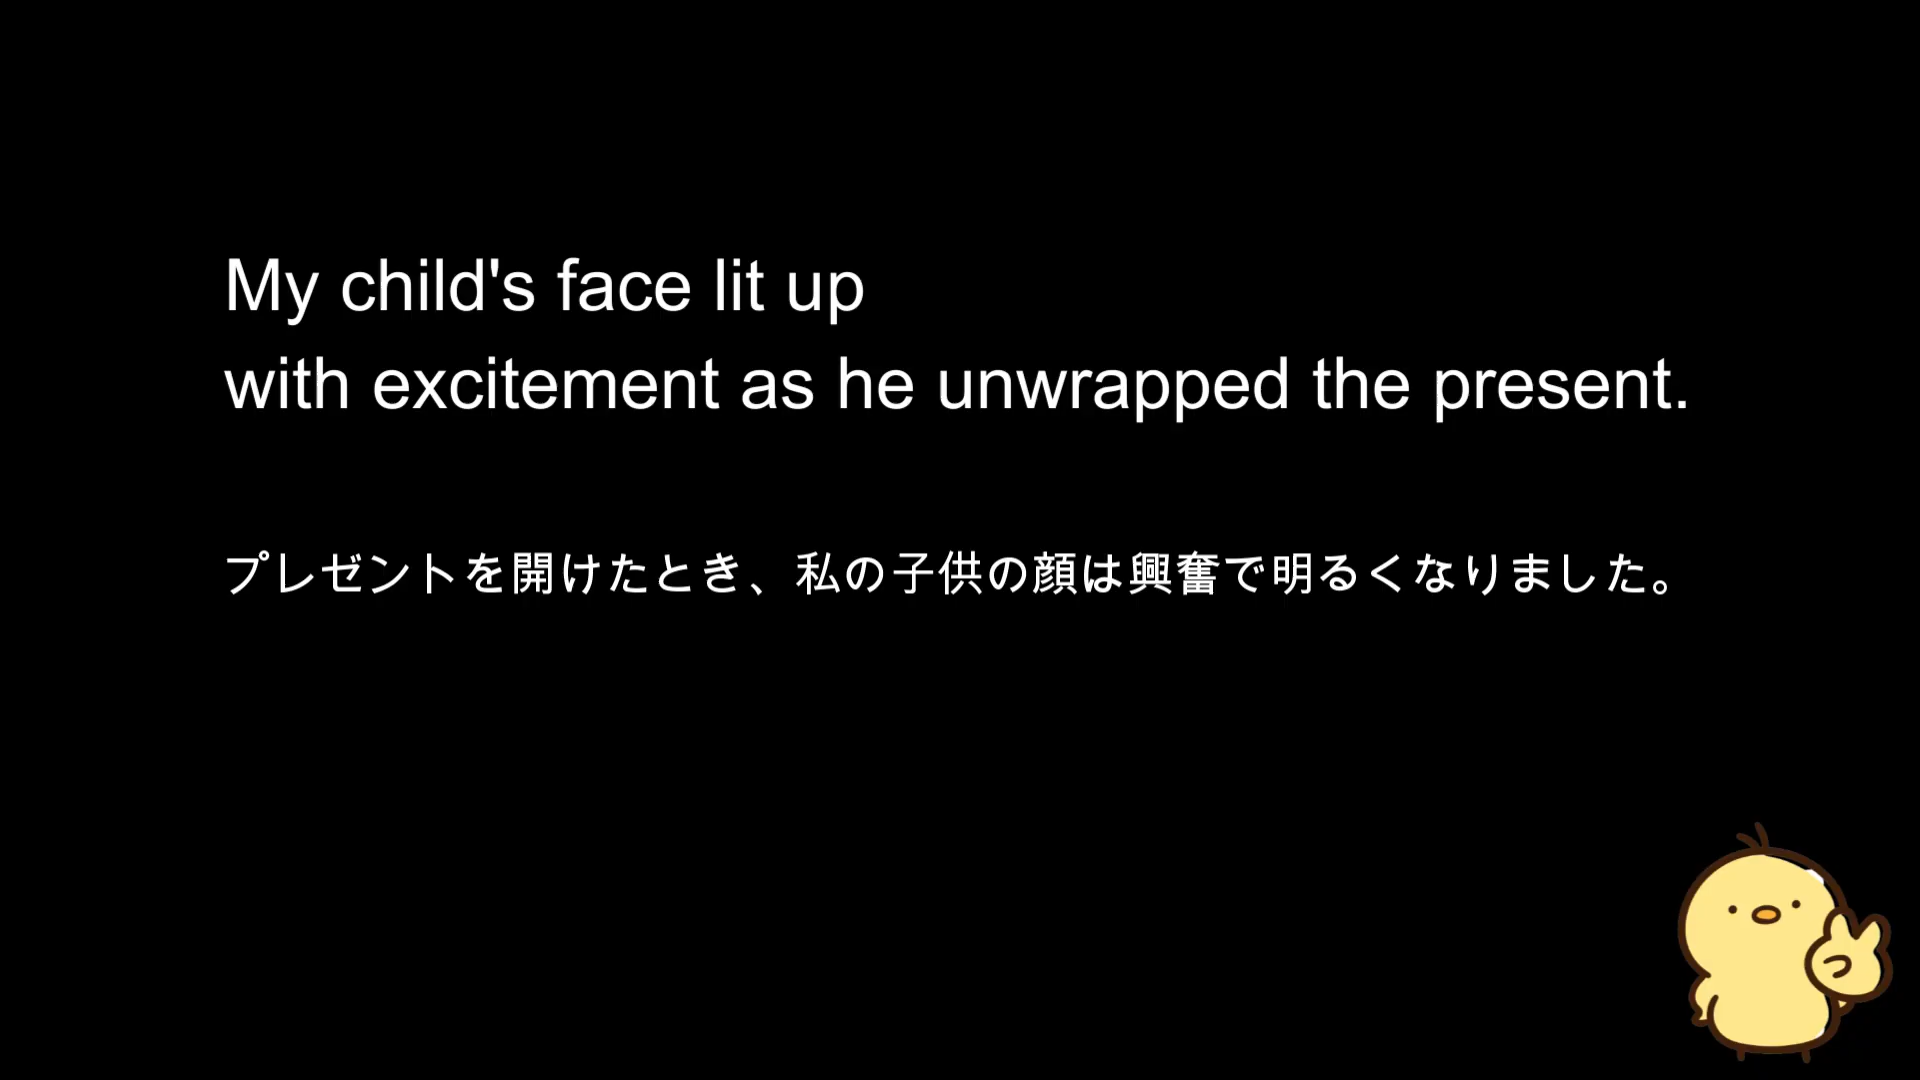 My child's face lit up
with excitement as he unwrapped the present.
プレゼントを開けたとき、私の子供の顔は興奮で明るくなりました。